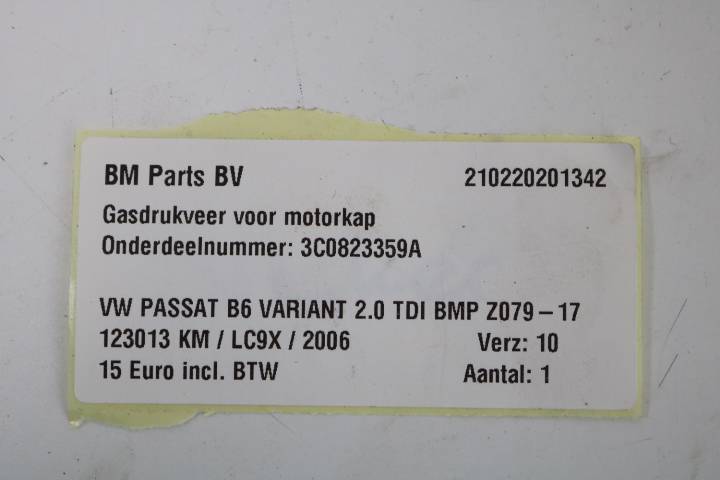 BM Parts BV 210220201342
Gasdrukveer voor motorkap
Onderdeelnummer: 3C0823359A
VW PASSAT B6 VARIANT 2.0 TDI BMP Z079 – 17
123013 KM / LC9X / 2006 Verz: 10
15 Euro incl. BTW Aantal: 1